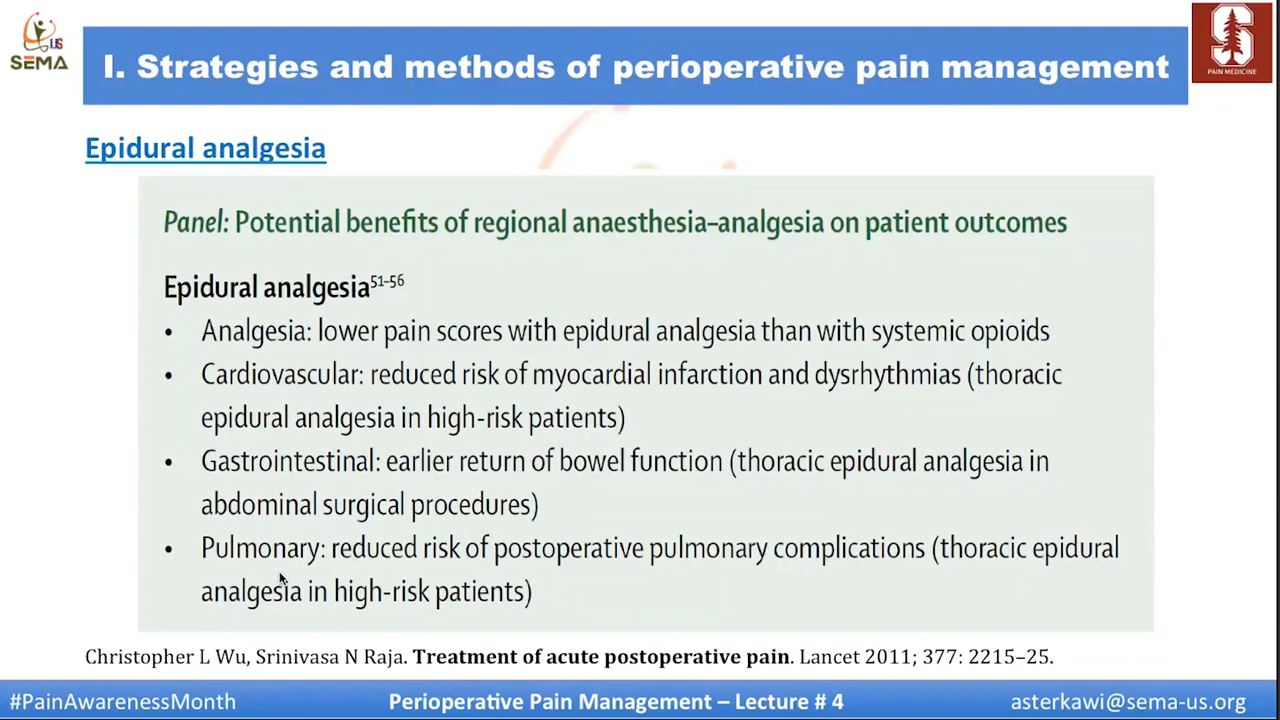 US
SEMA
I. Strategies and methods of perioperative pain management
S
PAIN MEDICINE
Epidural analgesia
Panel: Potential benefits of regional anaesthesia–analgesia on patient outcomes
Epidural analgesia51–56
• Analgesia: lower pain scores with epidural analgesia than with systemic opioids
• Cardiovascular: reduced risk of myocardial infarction and dysrhythmias (thoracic
epidural analgesia in high-risk patients)
• Gastrointestinal: earlier return of bowel function (thoracic epidural analgesia in
abdominal surgical procedures)
• Pulmonary: reduced risk of postoperative pulmonary complications (thoracic epidural
analgesia in high-risk patients)
Christopher L Wu, Srinivasa N Raja. Treatment of acute postoperative pain. Lancet 2011; 377: 2215–25.
#PainAwarenessMonth
Perioperative Pain Management – Lecture # 4
asterkawi@sema-us.org